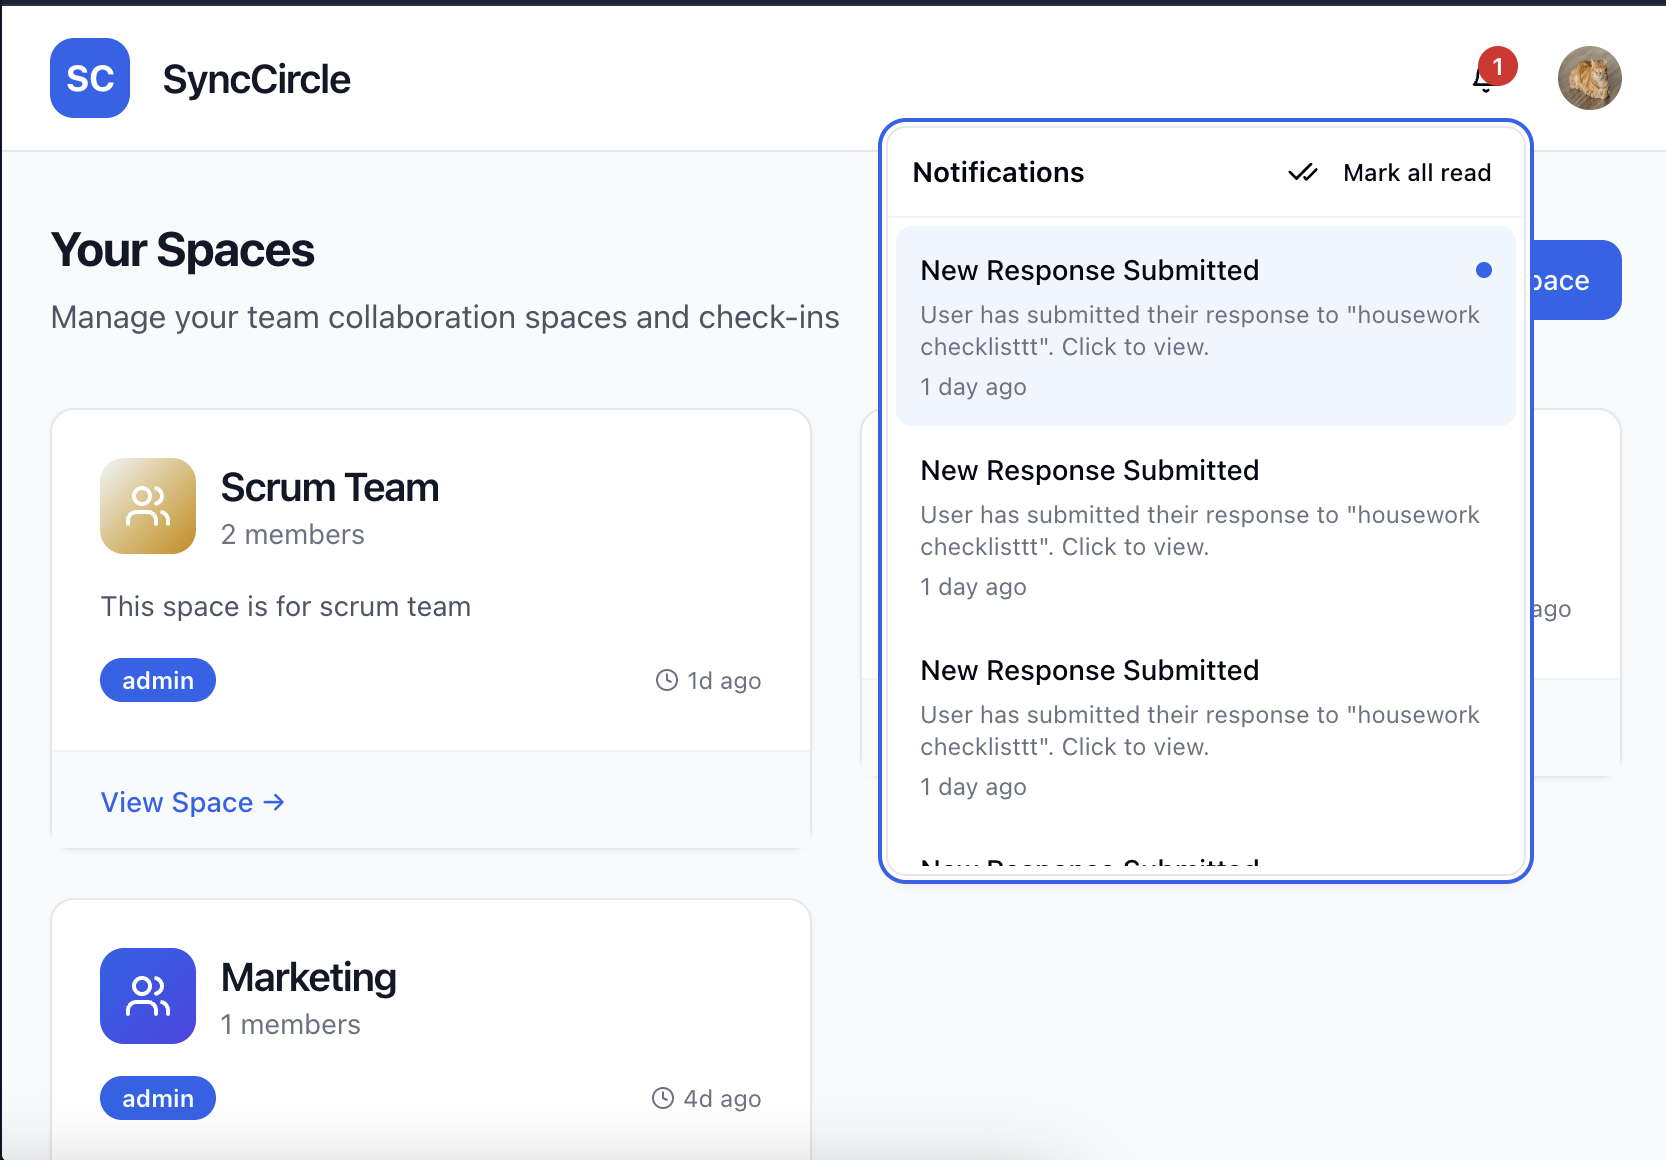 SC
SyncCircle
1
Your Spaces
Manage your team collaboration spaces and check-ins
Notifications
Mark all read
New Response Submitted
User has submitted their response to "housework
checklisttt". Click to view.
1 day ago
New Response Submitted
User has submitted their response to "housework
checklisttt". Click to view.
1 day ago
New Response Submitted
User has submitted their response to "housework
checklisttt". Click to view.
1 day ago
New Response Submitted
Scrum Team
2 members
This space is for scrum team
admin
1d ago
View Space →
ago
Marketing
1 members
admin
4d ago